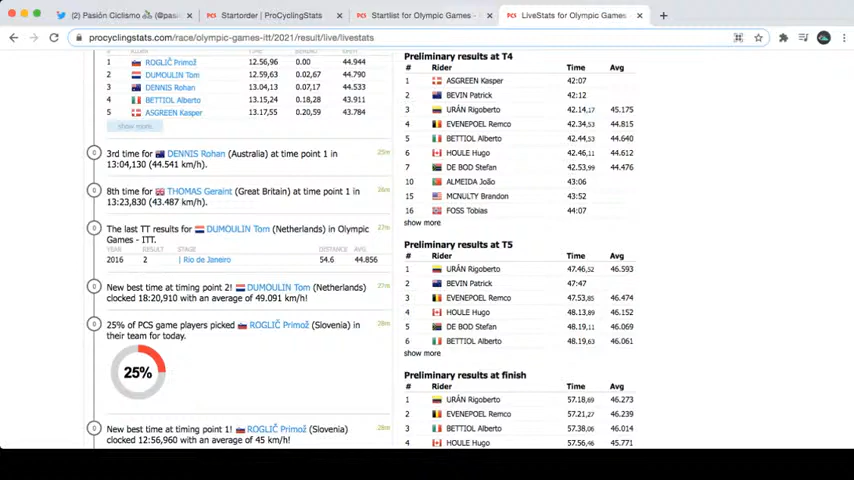 (2) Pasión Ciclismo 🚴🏻 (@pasi
Startorder | ProCyclingStats
Startlist for Olympic Games -
LiveStats for Olympic Games
procyclingstats.com/race/olympic-games-itt/2021/result/live/livestats
1 ROGLIČ Primož 12.56,96 0.00 44.944
2 DUMOULIN Tom 12.59,63 0.02,67 44.790
3 DENNIS Rohan 13.04,13 0.07,17 44.533
4 BETTIOL Alberto 13.15,24 0.18,28 43.911
5 ASGREEN Kasper 13.17,55 0.20,59 43.784
show more
0 3rd time for DENNIS Rohan (Australia) at time point 1 in 25m
13:04,130 (44.541 km/h).
0 8th time for THOMAS Geraint (Great Britain) at time point 1 in 26m
13:23,830 (43.487 km/h).
0 The last TT results for DUMOULIN Tom (Netherlands) in Olympic 27m
Games - ITT.
YEAR RESULT STAGE DISTANCE AVG.
2016 2 | Rio de Janeiro 54.6 44.856
0 New best time at timing point 2! DUMOULIN Tom (Netherlands) 27m
clocked 18:20,910 with an average of 49.091 km/h!
0 25% of PCS game players picked ROGLIČ Primož (Slovenia) in 28m
their team for today.
25%
0 New best time at timing point 1! ROGLIČ Primož (Slovenia) 28m
clocked 12:56,960 with an average of 45 km/h!
Preliminary results at T4
# Rider Time Avg
1 ASGREEN Kasper 42:07
2 BEVIN Patrick 42:12
3 URÁN Rigoberto 42.14,17 45.175
4 EVENEPOEL Remco 42.34,53 44.815
5 BETTIOL Alberto 42.44,53 44.640
6 HOULE Hugo 42.46,11 44.612
7 DE BOD Stefan 42.53,99 44.476
10 ALMEIDA João 43:06
15 MCNULTY Brandon 43:52
16 FOSS Tobias 44:07
show more
Preliminary results at T5
# Rider Time Avg
1 URÁN Rigoberto 47.46,52 46.593
2 BEVIN Patrick 47:47
3 EVENEPOEL Remco 47.53,85 46.474
4 HOULE Hugo 48.13,89 46.152
5 DE BOD Stefan 48.19,11 46.069
6 BETTIOL Alberto 48.19,63 46.061
show more
Preliminary results at finish
# Rider Time Avg
1 URÁN Rigoberto 57.18,69 46.273
2 EVENEPOEL Remco 57.21,27 46.239
3 BETTIOL Alberto 57.38,06 46.014
4 HOULE Hugo 57.56,46 45.771